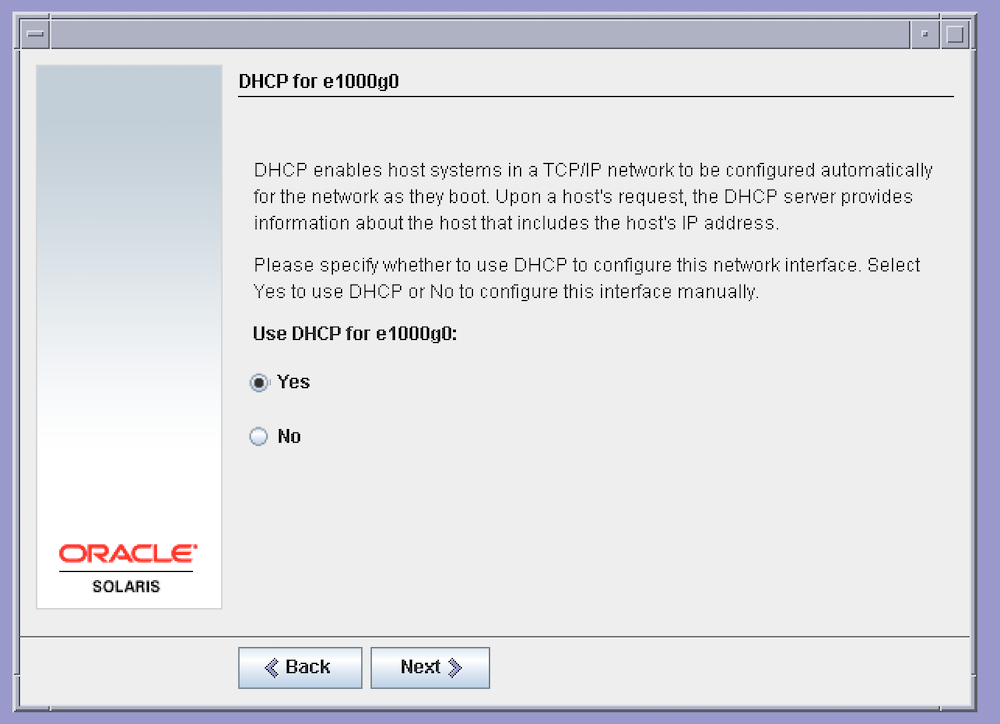 DHCP for e1000g0
DHCP enables host systems in a TCP/IP network to be configured automatically
for the network as they boot. Upon a host's request, the DHCP server provides
information about the host that includes the host's IP address.
Please specify whether to use DHCP to configure this network interface. Select
Yes to use DHCP or No to configure this interface manually.
Use DHCP for e1000g0:
Yes
No
ORACLE
SOLARIS
Back
Next